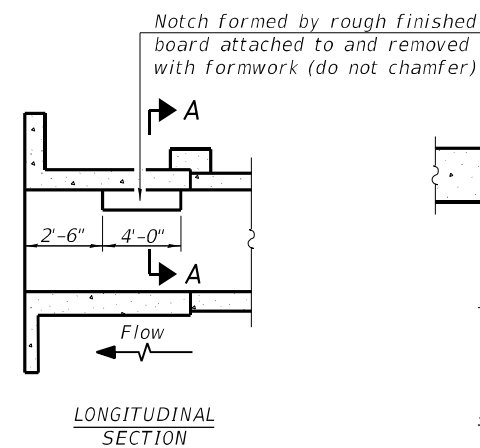 Notch formed by rough finished
board attached to and removed
with formwork (do not chamfer)
A
2'-6" 4'-0"
A
Flow
LONGITUDINAL
SECTION